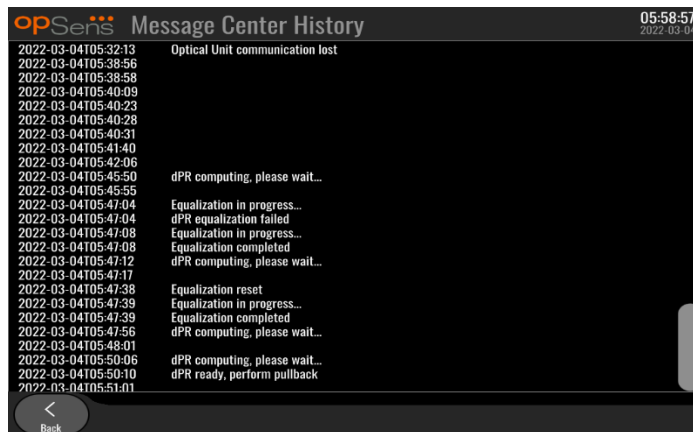 opSens Message Center History
05:58:57
2022-03-04
2022-03-04T05:32:13 Optical Unit communication lost
2022-03-04T05:38:56
2022-03-04T05:38:58
2022-03-04T05:40:09
2022-03-04T05:40:23
2022-03-04T05:40:28
2022-03-04T05:40:31
2022-03-04T05:41:40
2022-03-04T05:42:06
2022-03-04T05:45:50 dPR computing, please wait...
2022-03-04T05:45:55
2022-03-04T05:47:04 Equalization in progress...
2022-03-04T05:47:04 dPR equalization failed
2022-03-04T05:47:08 Equalization in progress...
2022-03-04T05:47:08 Equalization completed
2022-03-04T05:47:12 dPR computing, please wait...
2022-03-04T05:47:17
2022-03-04T05:47:38 Equalization reset
2022-03-04T05:47:39 Equalization in progress...
2022-03-04T05:47:39 Equalization completed
2022-03-04T05:47:56 dPR computing, please wait...
2022-03-04T05:48:01
2022-03-04T05:50:06 dPR computing, please wait...
2022-03-04T05:50:10 dPR ready, perform pullback
2022-03-04T05:51:01
Back